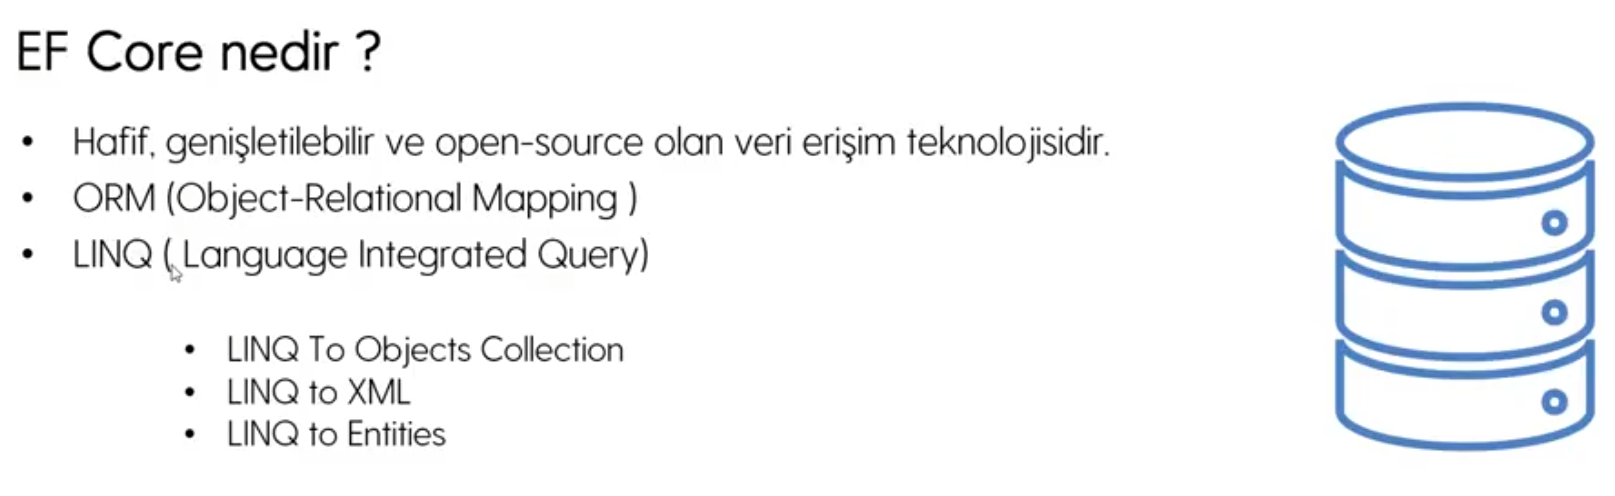 EF Core nedir ?
• Hafif, genişletilebilir ve open-source olan veri erişim teknolojisidir.
• ORM (Object-Relational Mapping )
• LINQ ( Language Integrated Query)
• LINQ To Objects Collection
• LINQ to XML
• LINQ to Entities